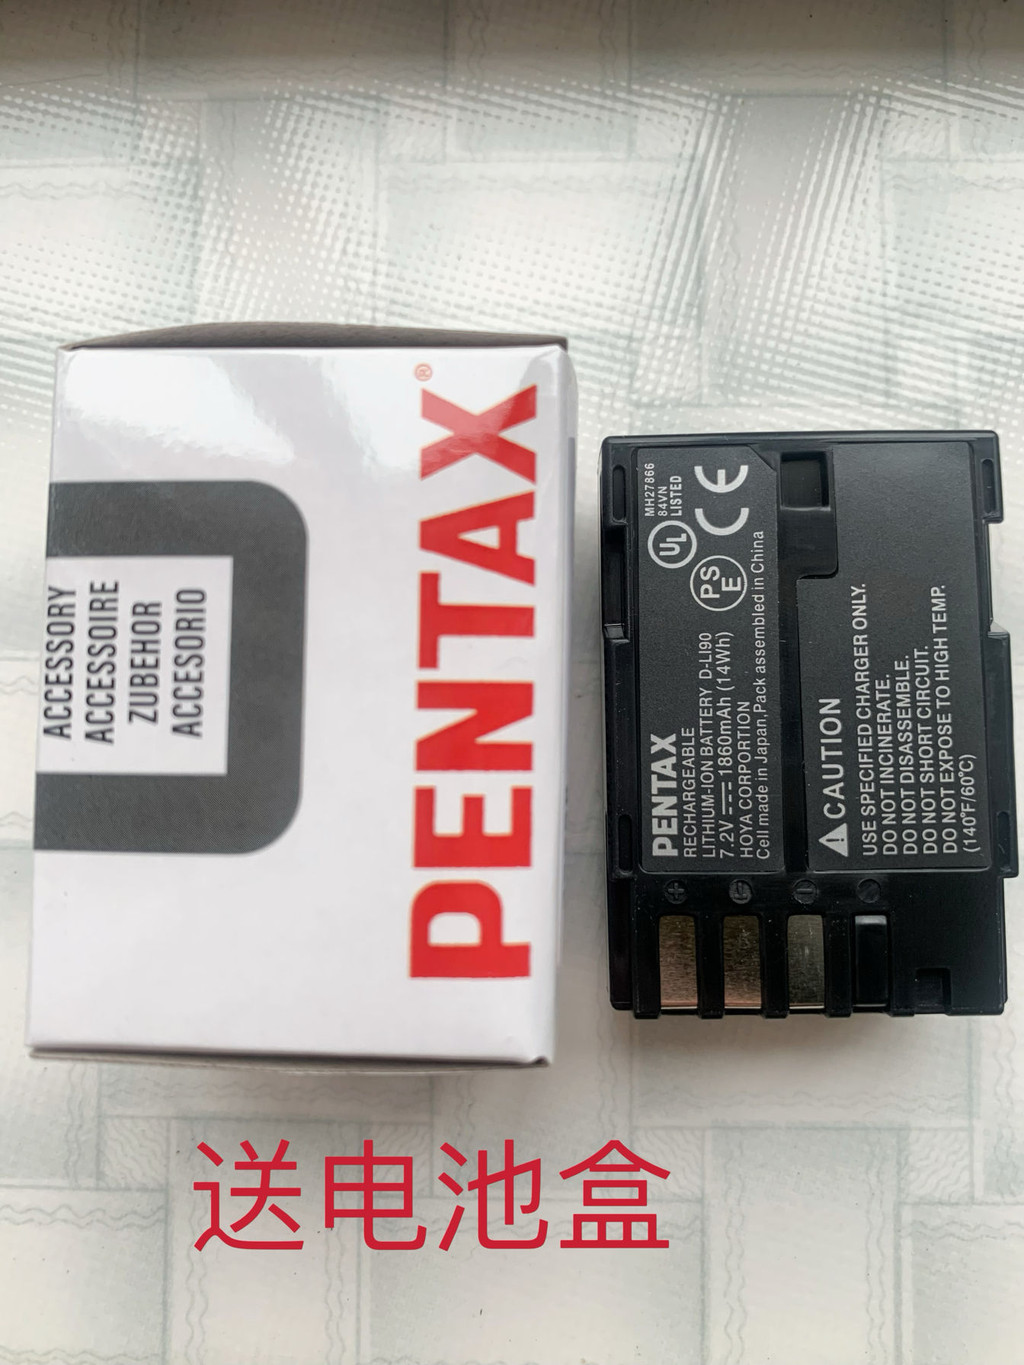 ACCESSORY
ACCESSOIRE
ZUBEHOR
ACCESORIO
PENTAX®
PENTAX
RECHARGEABLE
LITHIUM-ION BATTERY D-LI90
7.2V⎓1860mAh (14Wh)
HOYA CORPORTION
Cell made in Japan,Pack assembled in China
PS
E
CE
UL
MH27866
84VN
LISTED
⚠CAUTION
USE SPECIFIED CHARGER ONLY.
DO NOT INCINERATE.
DO NOT DISASSEMBLE.
DO NOT SHORT CIRCUIT.
DO NOT EXPOSE TO HIGH TEMP.
(140°F/60°C)
送电池盒